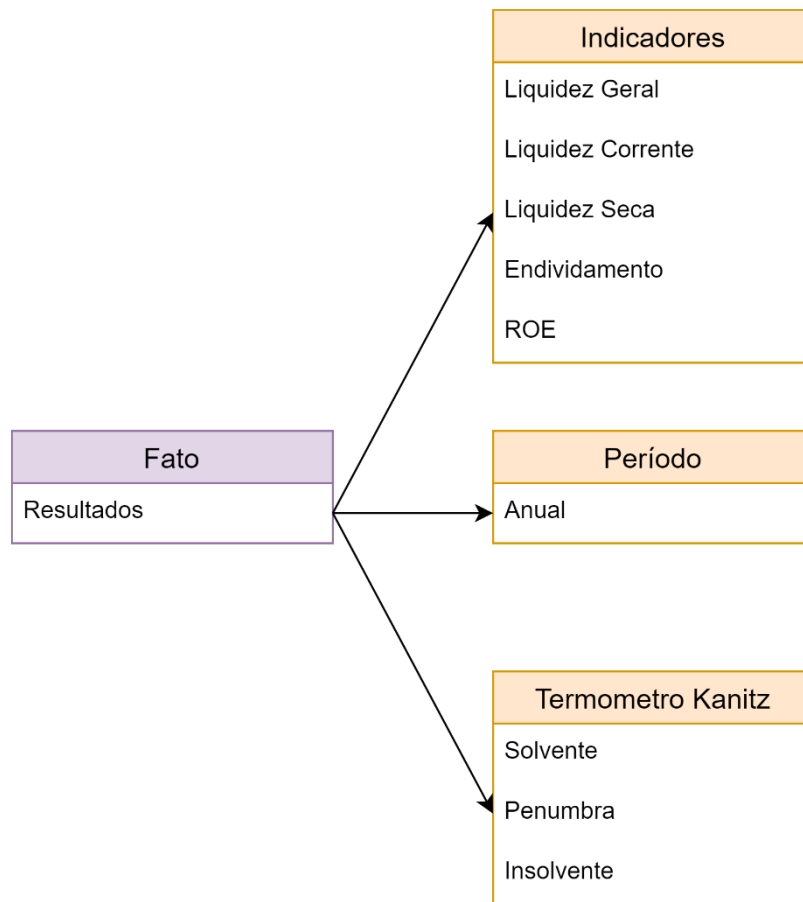 Indicadores
Liquidez Geral
Liquidez Corrente
Liquidez Seca
Endividamento
ROE
Fato
Resultados
Período
Anual
Termometro Kanitz
Solvente
Penumbra
Insolvente